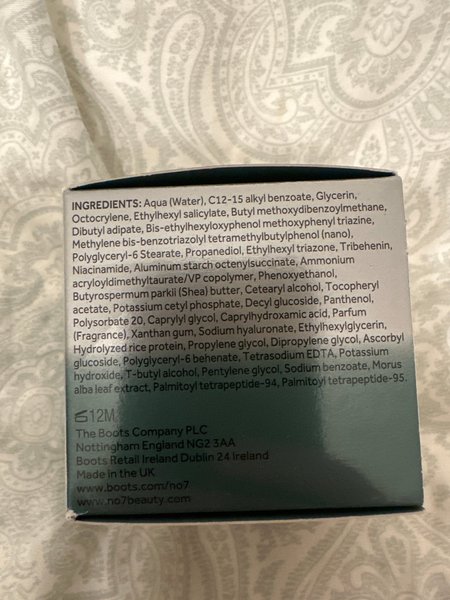 INGREDIENTS: Aqua (Water), C12-15 alkyl benzoate, Glycerin,
Octocrylene, Ethylhexyl salicylate, Butyl methoxydibenzoylmethane,
Dibutyl adipate, Bis-ethylhexyloxyphenol methoxyphenyl triazine,
Methylene bis-benzotriazolyl tetramethylbutylphenol (nano),
Polyglyceryl-6 Stearate, Propanediol, Ethylhexyl triazone, Tribehenin,
Niacinamide, Aluminum starch octenylsuccinate, Ammonium
acryloyldimethyltaurate/VP copolymer, Phenoxyethanol,
Butyrospermum parkii (Shea) butter, Cetearyl alcohol, Tocopheryl
acetate, Potassium cetyl phosphate, Decyl glucoside, Panthenol,
Polysorbate 20, Caprylyl glycol, Caprylhydroxamic acid, Parfum
(Fragrance), Xanthan gum, Sodium hyaluronate, Ethylhexylglycerin,
Hydrolyzed rice protein, Propylene glycol, Dipropylene glycol, Ascorbyl
glucoside, Polyglyceryl-6 behenate, Tetrasodium EDTA, Potassium
hydroxide, T-butyl alcohol, Pentylene glycol, Sodium benzoate, Morus
alba leaf extract, Palmitoyl tetrapeptide-94, Palmitoyl tetrapeptide-95.
12M
The Boots Company PLC
Nottingham England NG2 3AA
Boots Retail Ireland Dublin 24 Ireland
Made in the UK
www.boots.com/no7
www.no7beauty.com